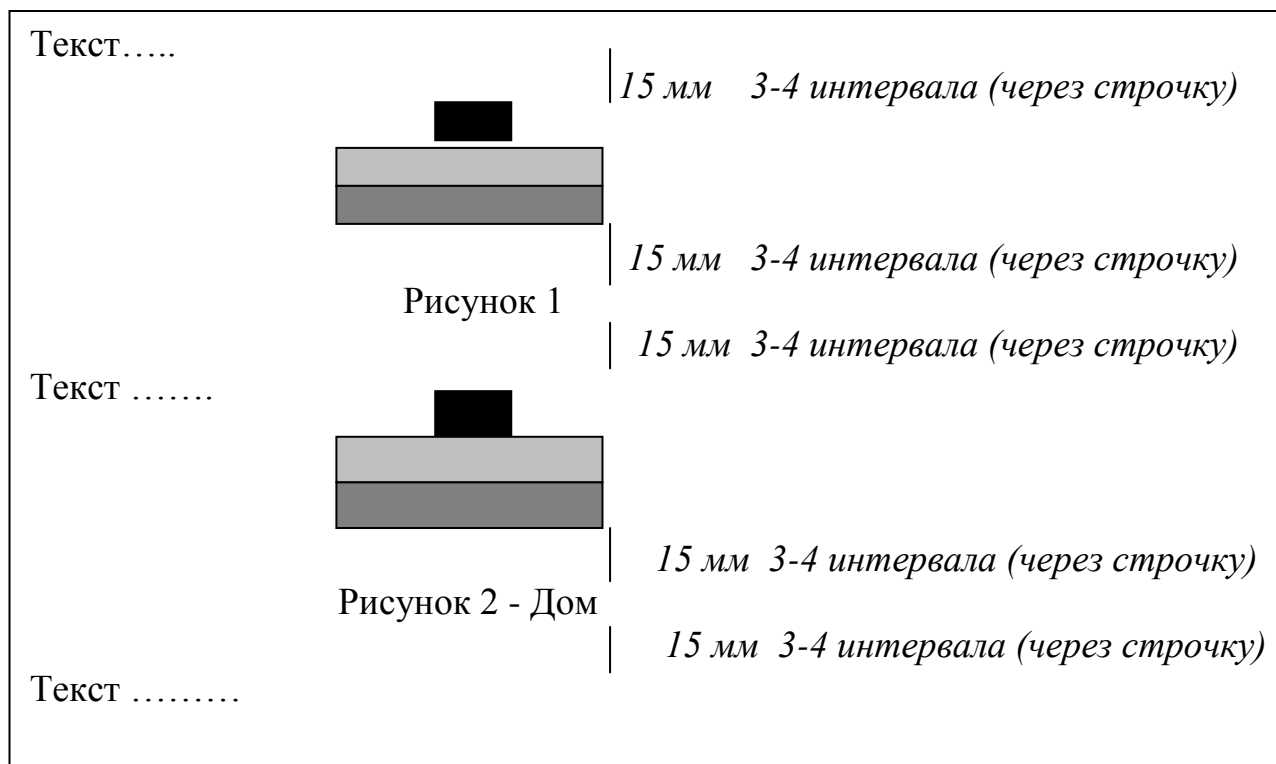 Текст…..
15 мм 3-4 интервала (через строчку)
15 мм 3-4 интервала (через строчку)
Рисунок 1
15 мм 3-4 интервала (через строчку)
Текст …….
15 мм 3-4 интервала (через строчку)
Рисунок 2 - Дом
15 мм 3-4 интервала (через строчку)
Текст ………